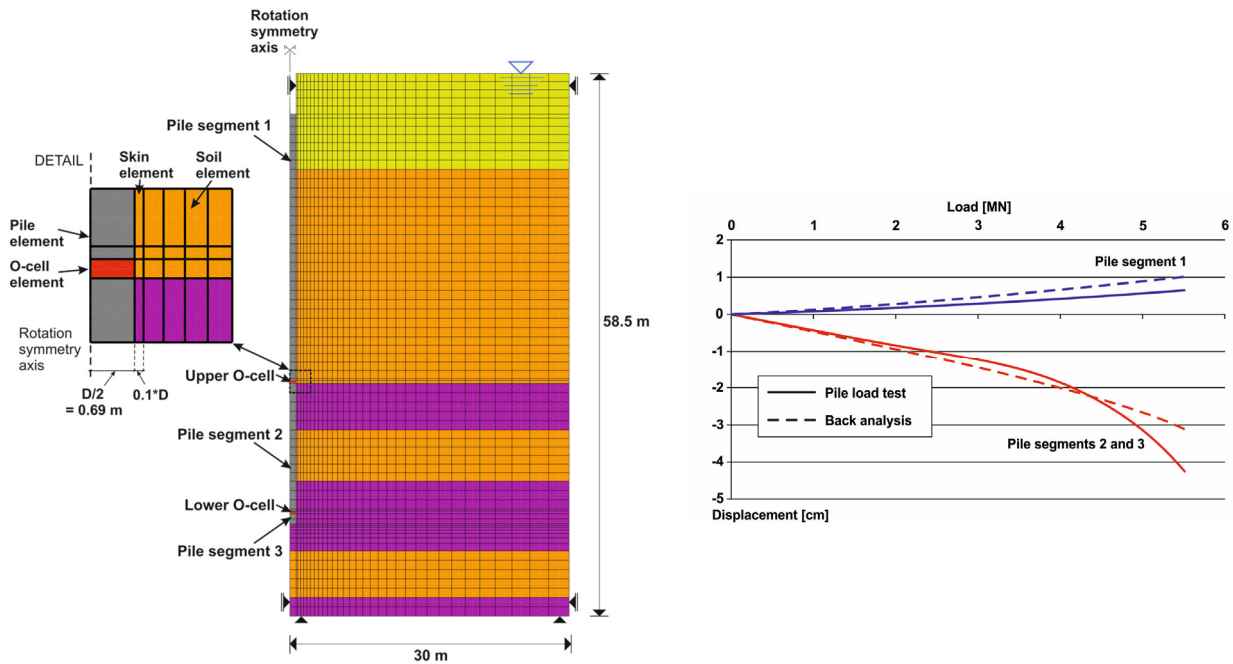 Rotation
symmetry
axis
Pile segment 1
DETAIL
Skin
element
Soil
element
Pile
element
O-cell
element
Rotation
symmetry
axis
D/2
= 0.69 m
0.1*D
Upper O-cell
Pile segment 2
Lower O-cell
Pile segment 3
58.5 m
30 m
Load [MN]
0 1 2 3 4 5 6
2
1
0
-1
-2
-3
-4
-5
Pile segment 1
Pile load test
Back analysis
Pile segments 2 and 3
Displacement [cm]